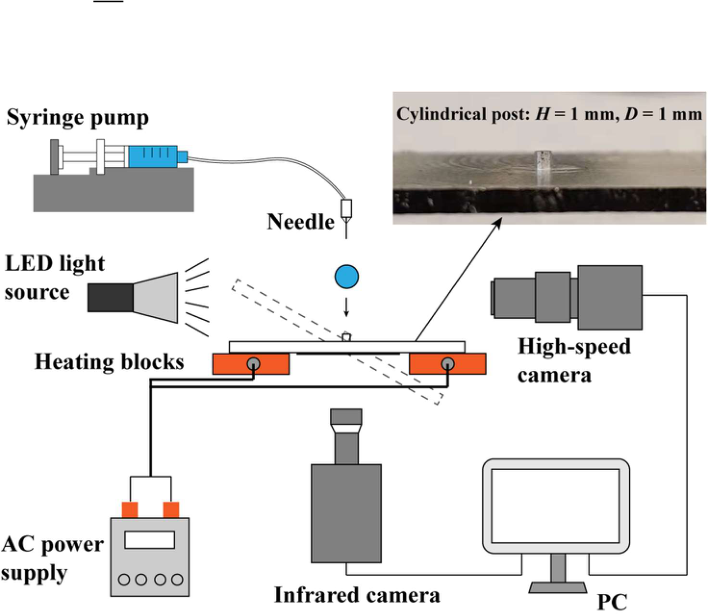 Cylindrical post: H = 1 mm, D = 1 mm
Syringe pump
Needle
LED light
source
Heating blocks
High-speed
camera
AC power
supply
Infrared camera
PC